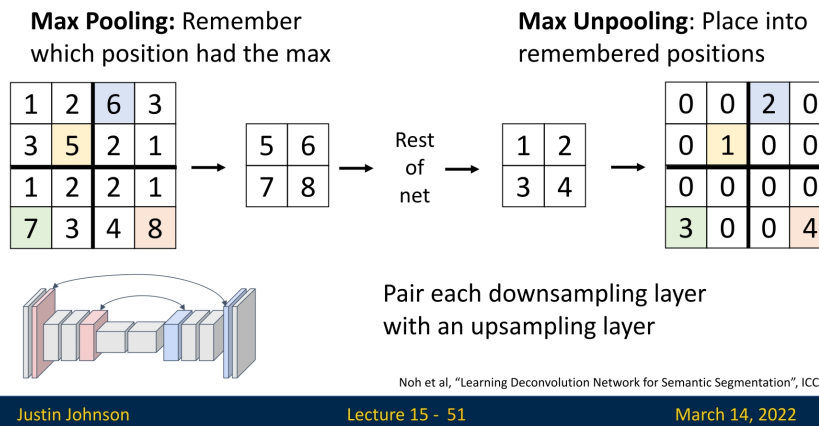 Max Pooling: Remember
which position had the max
Max Unpooling: Place into
remembered positions
1 2 6 3
3 5 2 1
1 2 2 1
7 3 4 8
5 6
7 8
Rest
of
net
1 2
3 4
0 0 2 0
0 1 0 0
0 0 0 0
3 0 0 4
Pair each downsampling layer
with an upsampling layer
Noh et al, “Learning Deconvolution Network for Semantic Segmentation”, ICC
Justin Johnson Lecture 15 - 51 March 14, 2022